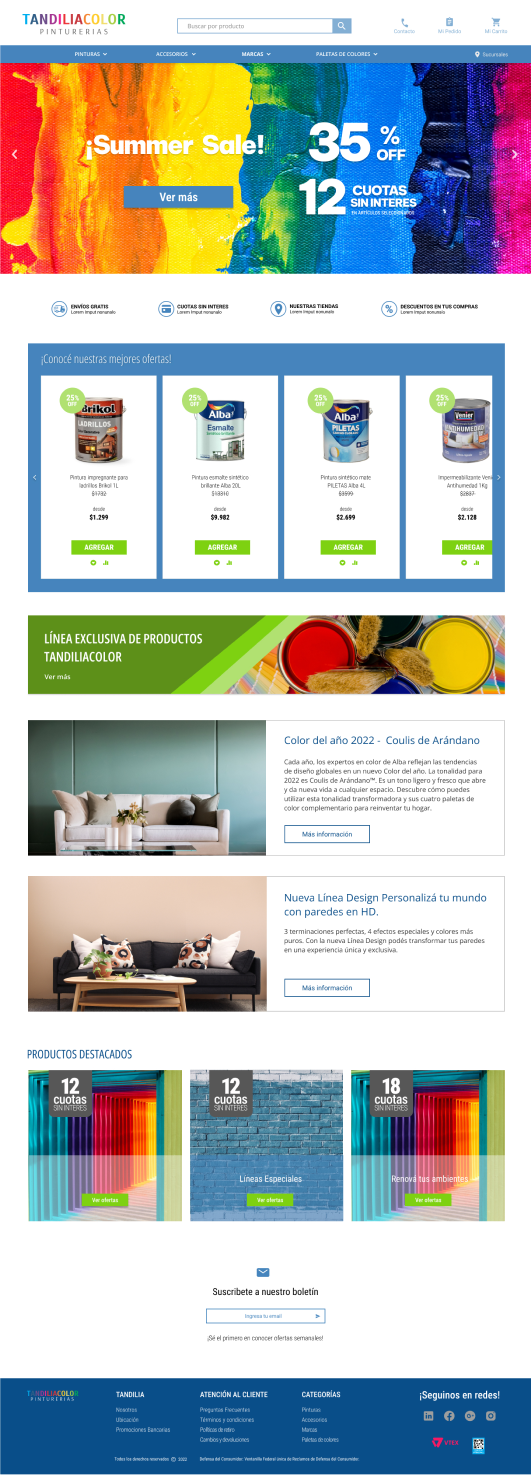 TANDILIACOLOR
PINTURERIAS
Buscar por producto
Contacto
Mi Pedido
Mi Carrito
PINTURAS
ACCESORIOS
MARCAS
PALETAS DE COLORES
Sucursales
¡Summer Sale!
35 % OFF
12 CUOTAS SIN INTERES
EN ARTÍCULOS SELECCIONADOS
Ver más
ENVÍOS GRATIS
Lorem Imput nonunalo
CUOTAS SIN INTERES
Lorem Imput nonunalo
NUESTRAS TIENDAS
Lorem Imput nonunalo
DESCUENTOS EN TUS COMPRAS
Lorem Imput nonunalo
¡Conocé nuestras mejores ofertas!
25% OFF
Brikol
LADRILLOS
Pintura impregnante para
ladrillos Brikol 1L
$1732
desde
$1.299
AGREGAR
25% OFF
Alba
Esmalte
Pintura esmalte sintético
brillante Alba 20L
$13310
desde
$9.982
AGREGAR
25% OFF
Alba
PILETAS
Pintura sintético mate
PILETAS Alba 4L
$3599
desde
$2.699
AGREGAR
25% OFF
Venier
ANTIHUMEDAD
Impermeabilizante Veni
Antihumedad 1Kg
$2837
desde
$2.128
AGREGAR
LÍNEA EXCLUSIVA DE PRODUCTOS
TANDILIACOLOR
Ver más
Color del año 2022 - Coulis de Arándano
Cada año, los expertos en color de Alba reflejan las tendencias
de diseño globales en un nuevo Color del año. La tonalidad para
2022 es Coulis de Arándano™. Es un tono ligero y fresco que abre
y da nueva vida a cualquier espacio. Descubre cómo puedes
utilizar esta tonalidad transformadora y sus cuatro paletas de
color complementario para reinventar tu hogar.
Más información
Nueva Línea Design Personalizá tu mundo
con paredes en HD.
3 terminaciones perfectas, 4 efectos especiales y colores más
puros. Con la nueva Línea Design podés transformar tus paredes
en una experiencia única y exclusiva.
Más información
PRODUCTOS DESTACADOS
12
cuotas
SIN INTERES
Ver ofertas
12
cuotas
SIN INTERES
Líneas Especiales
Ver ofertas
18
cuotas
SIN INTERES
Renová tus ambientes
Ver ofertas
Suscribete a nuestro boletín
Ingresa tu email
¡Sé el primero en conocer ofertas semanales!
TANDILIACOLOR
PINTURERIAS
TANDILIA
Nosotros
Ubicación
Promociones Bancarias
ATENCIÓN AL CLIENTE
Preguntas Frecuentes
Términos y condiciones
Políticas de retiro
Cambios y devoluciones
CATEGORÍAS
Pinturas
Accesorios
Marcas
Paletas de colores
¡Seguinos en redes!
VTEX
Todos los derechos reservados © 2022.
Defensa del Consumidor: Ventanilla Federal única de Reclamos de Defensa del Consumidor.